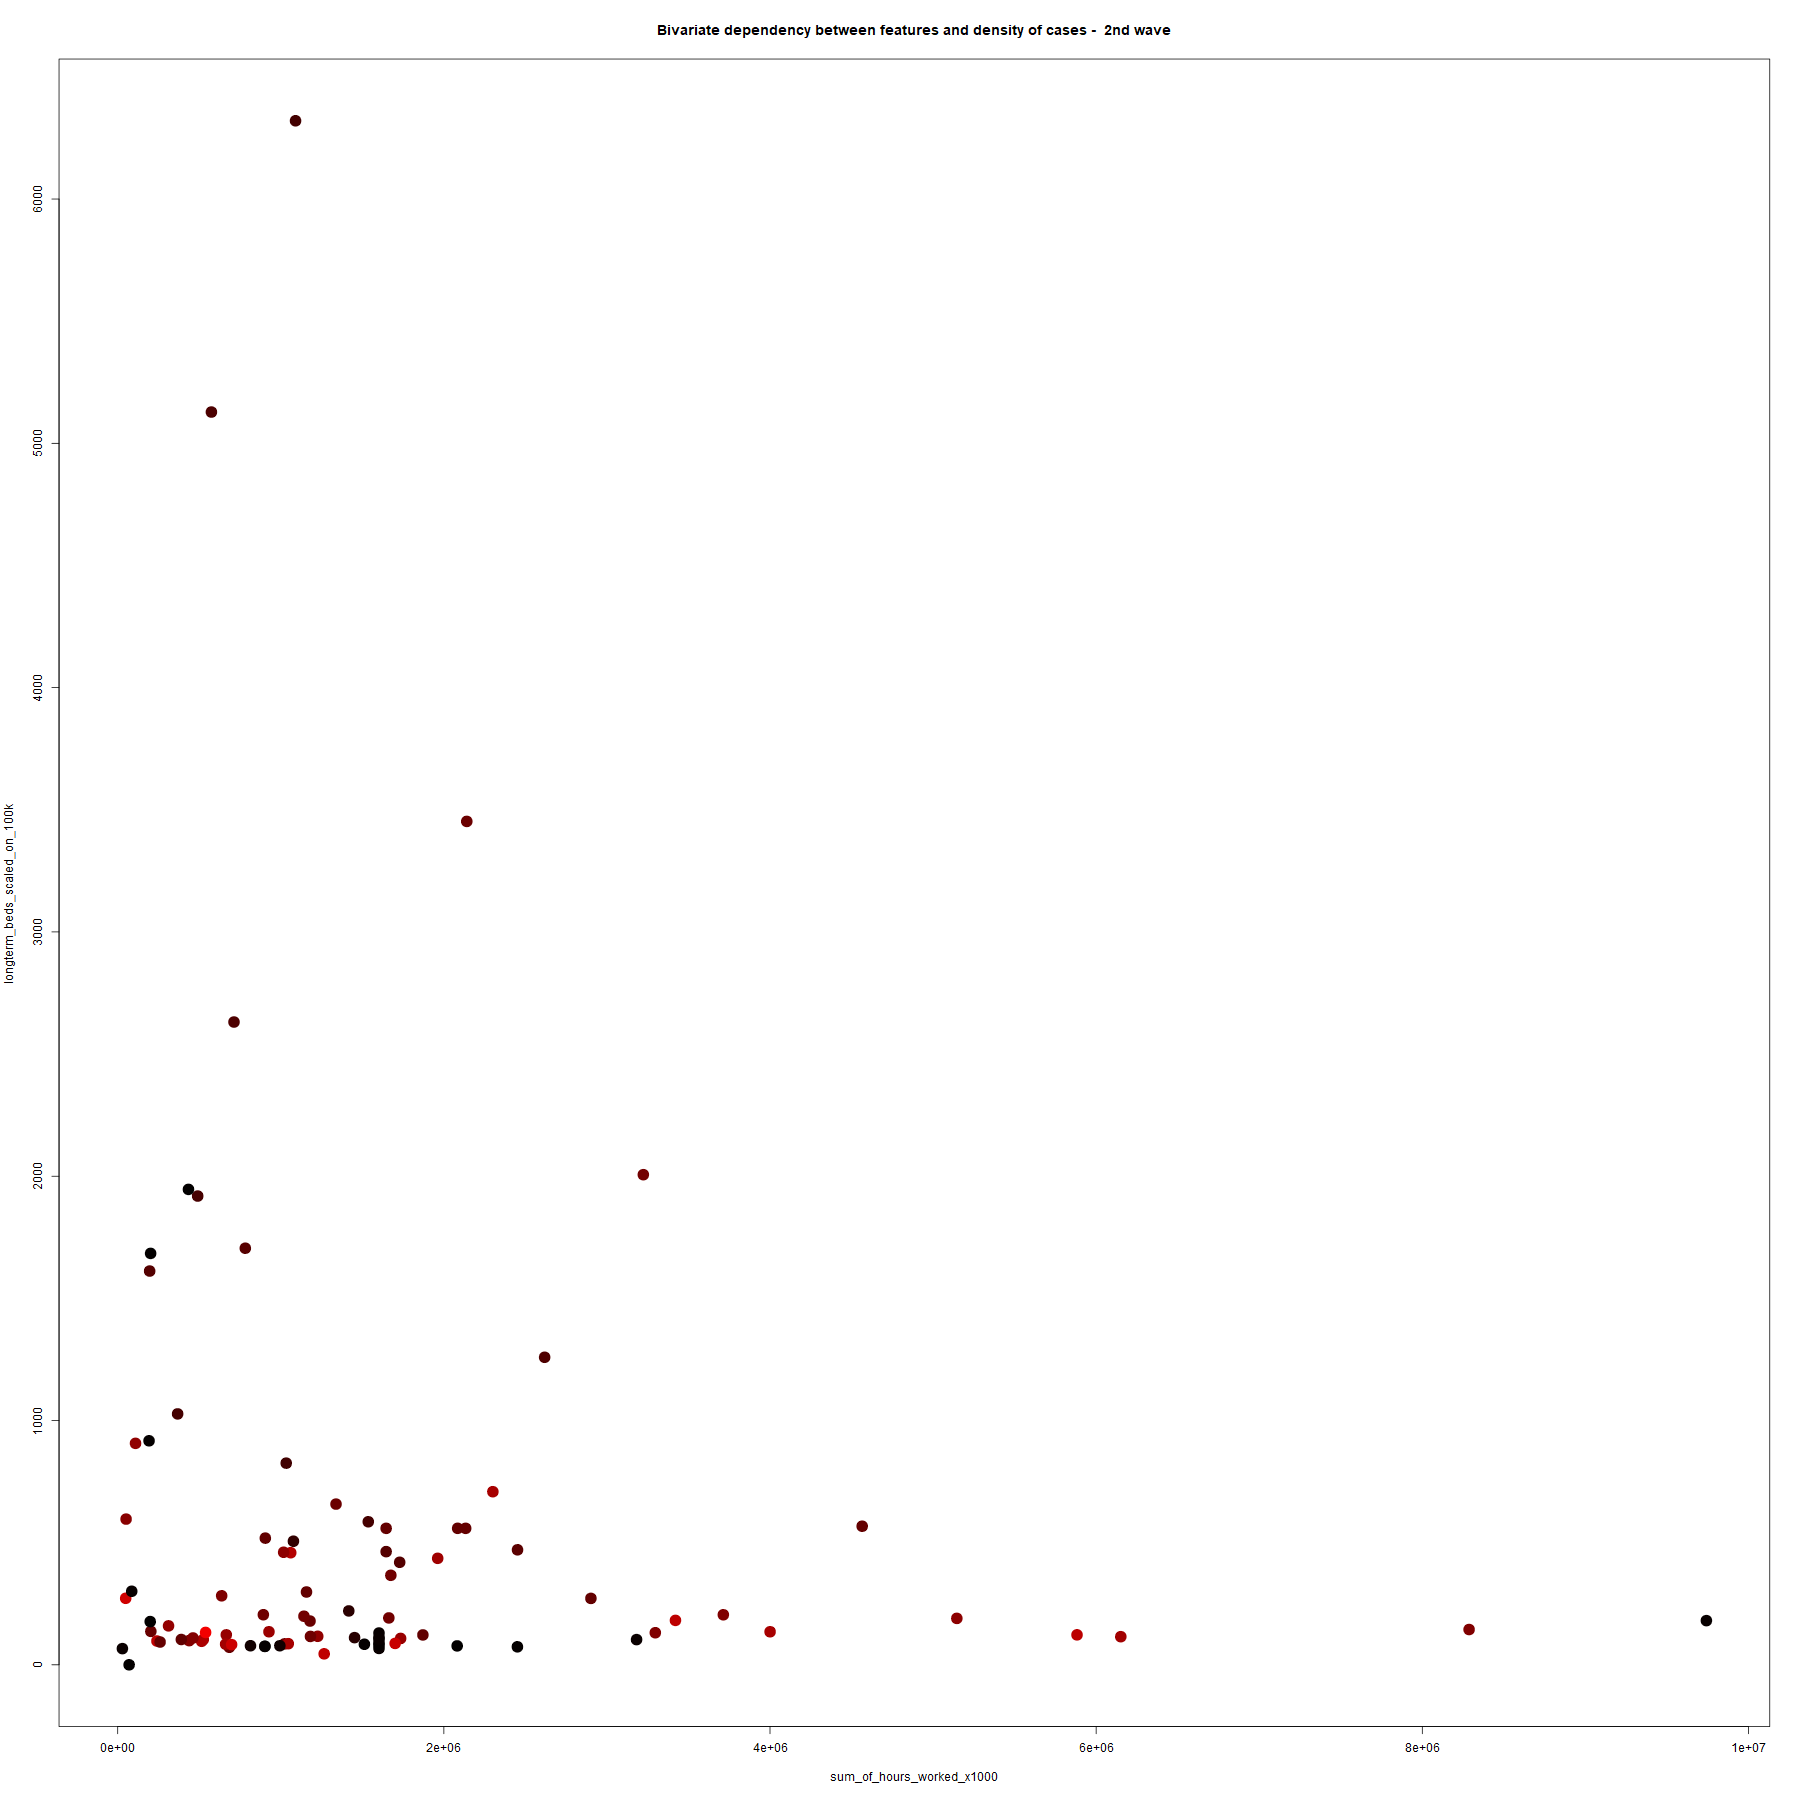 Bivariate dependency between features and density of cases -  2nd wave
6000
5000
4000
3000
2000
1000
0
longterm_beds_scaled_on_100k
0e+00
2e+06
4e+06
6e+06
8e+06
1e+07
sum_of_hours_worked_x1000